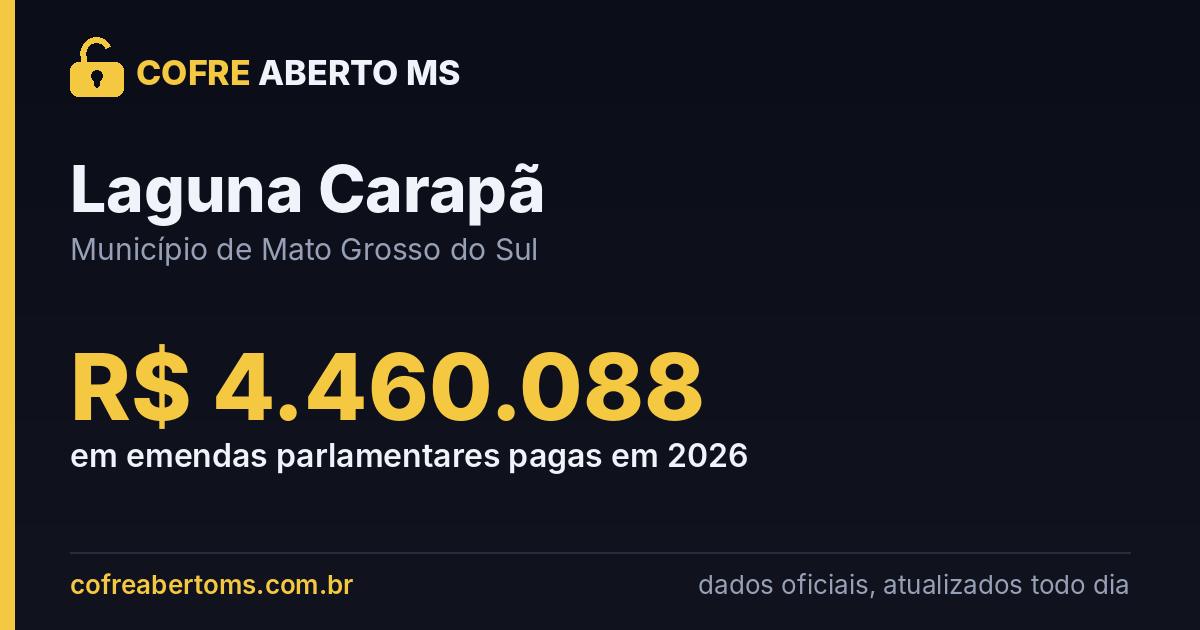 COFRE ABERTO MS
Laguna Carapã
Município de Mato Grosso do Sul
R$ 4.460.088
em emendas parlamentares pagas em 2026
cofreabertoms.com.br
dados oficiais, atualizados todo dia